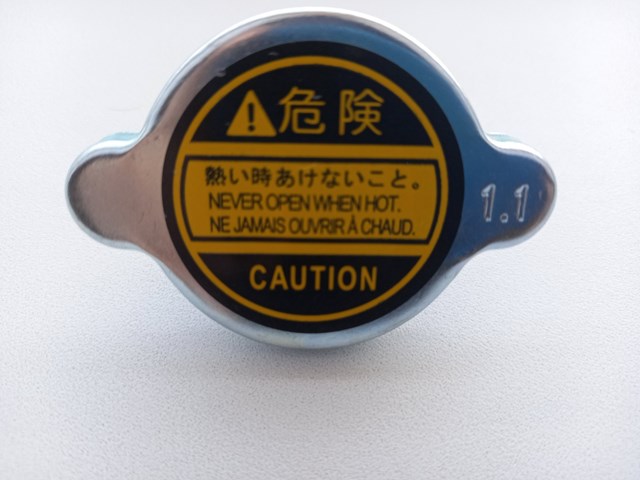 危険
熱い時あけないこと。
NEVER OPEN WHEN HOT.
NE JAMAIS OUVRIR À CHAUD.
CAUTION
1.1